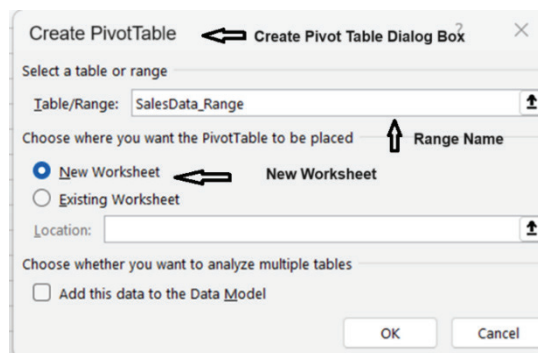 Create PivotTable Create Pivot Table Dialog Box ?
Select a table or range
Table/Range: SalesData_Range
Choose where you want the PivotTable to be placed Range Name
New Worksheet New Worksheet
Existing Worksheet
Location:
Choose whether you want to analyze multiple tables
Add this data to the Data Model
OK Cancel